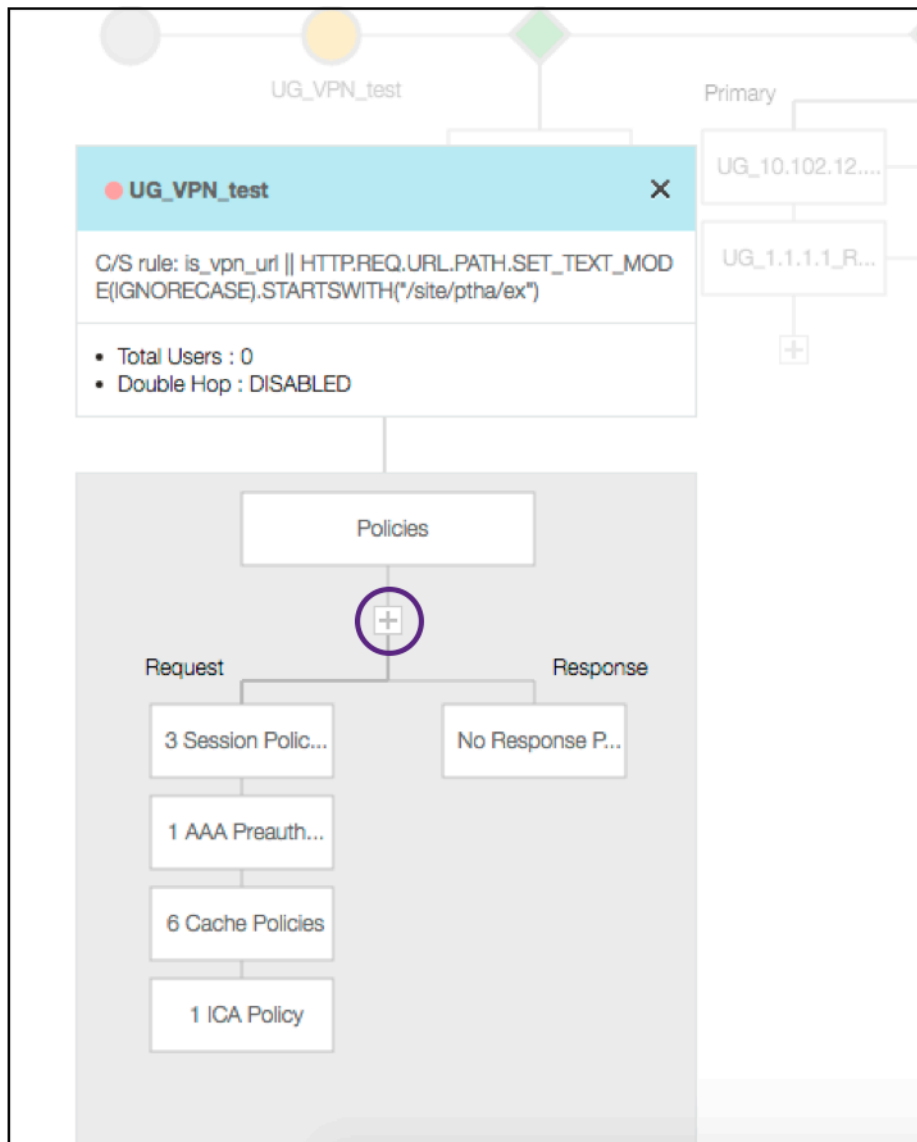 UG_VPN_test
Primary
UG_10.102.12....
UG_1.1.1.1_R...
UG_VPN_test
C/S rule: is_vpn_url || HTTP.REQ.URL.PATH.SET_TEXT_MOD
E(IGNORECASE).STARTSWITH("/site/ptha/ex")
• Total Users : 0
• Double Hop : DISABLED
Policies
Request
Response
3 Session Polic...
No Response P...
1 AAA Preauth...
6 Cache Policies
1 ICA Policy